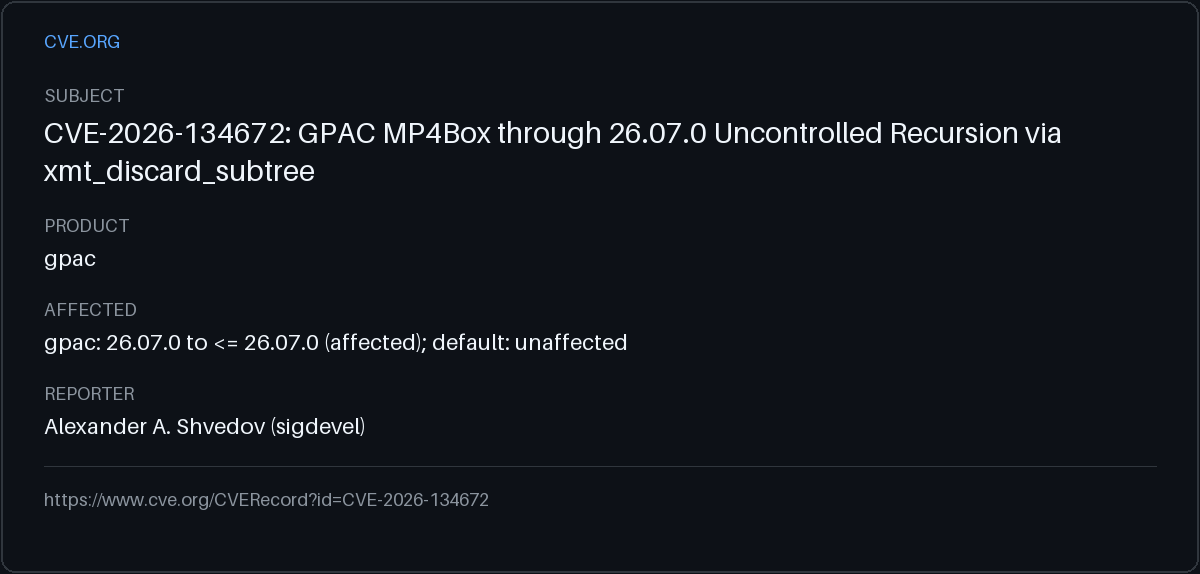 CVE.ORG
SUBJECT
CVE-2026-134672: GPAC MP4Box through 26.07.0 Uncontrolled Recursion via
xmt_discard_subtree
PRODUCT
gpac
AFFECTED
gpac: 26.07.0 to <= 26.07.0 (affected); default: unaffected
REPORTER
Alexander A. Shvedov (sigdevel)
https://www.cve.org/CVERecord?id=CVE-2026-134672